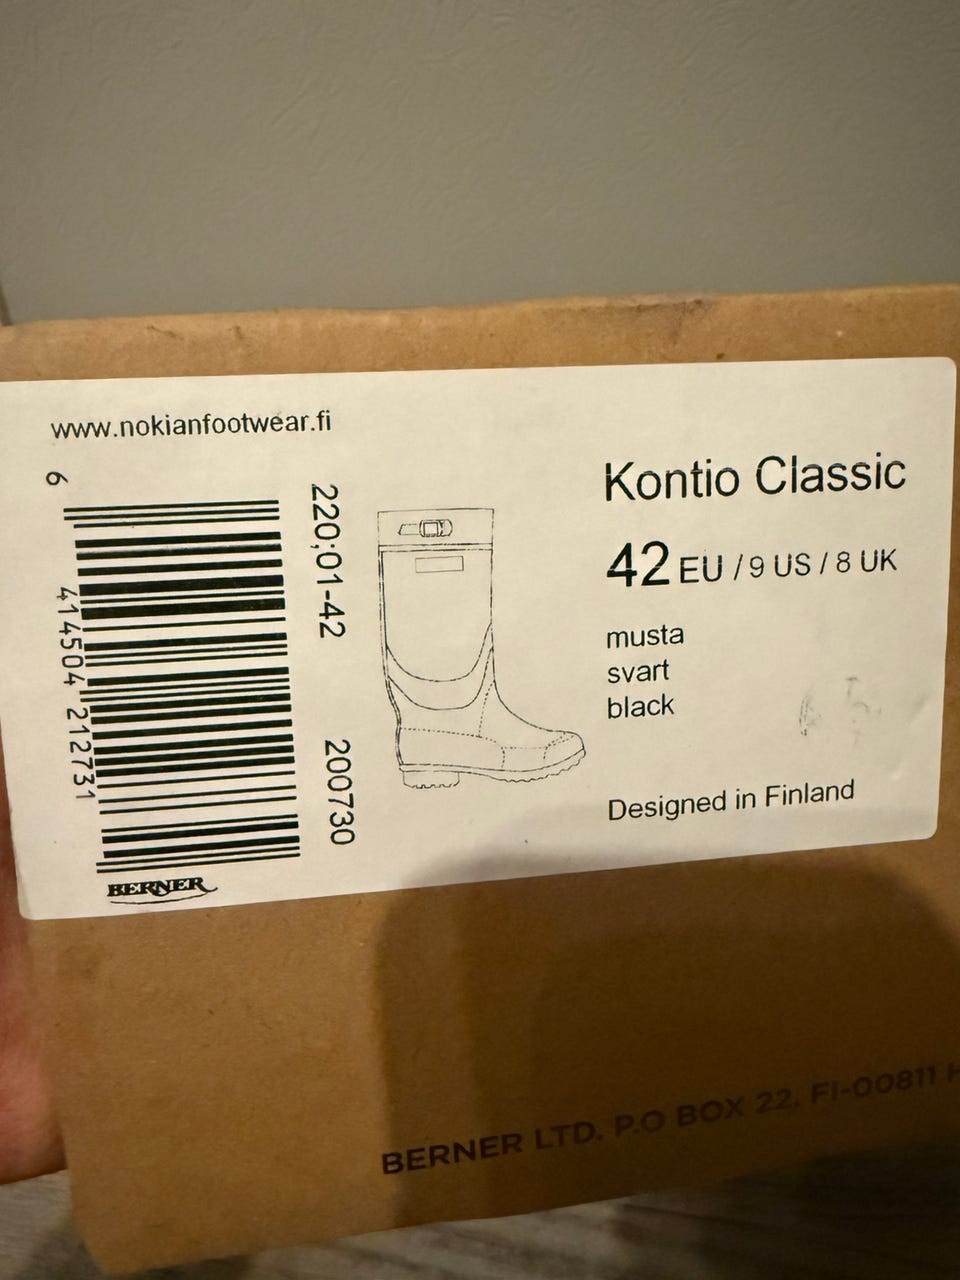 www.nokianfootwear.fi
6 414504 212731
220;01-42
200730
BERNER
Kontio Classic
42 EU / 9 US / 8 UK
musta
svart
black
Designed in Finland
BERNER LTD. P.O BOX 22, FI-00811 H